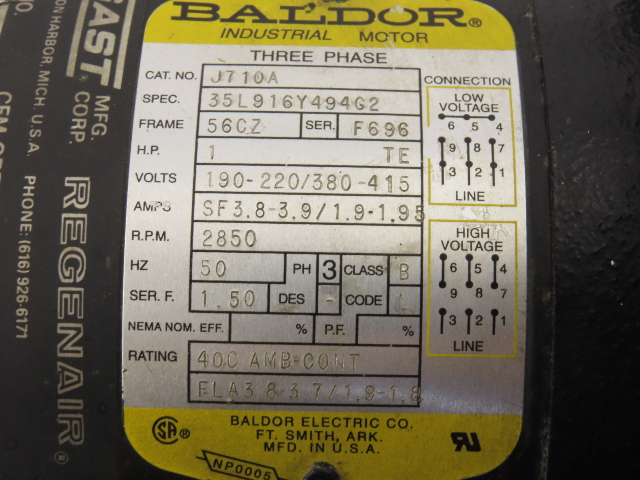 BALDOR®
INDUSTRIAL MOTOR
THREE PHASE
CAT. NO. J710A
SPEC. 35L916Y494G2
FRAME 56CZ SER. F696
H.P. 1 TE
VOLTS 190-220/380-415
AMPS SF3.8-3.9/1.9-1.95
R.P.M. 2850
HZ 50 PH 3 CLASS B
SER. F. 1.50 DES - CODE L
NEMA NOM. EFF. % P.F. %
RATING 40C AMB-CONT
FLA3.8-3.7/1.9-1.8
CONNECTION
LOW
VOLTAGE
6 5 4
9 8 7
3 2 1
LINE
HIGH
VOLTAGE
6 5 4
9 8 7
3 2 1
LINE
BALDOR ELECTRIC CO.
FT. SMITH, ARK.
MFD. IN U.S.A.
SA®
NP0005
GAST MFG.
CORP.
REGENAIR®
HARBOR, MICH. U.S.A.
PHONE: (616) 926-6171